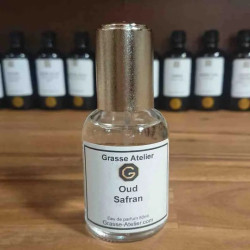 Grasse Atelier
G
Oud
Safran
Eau de parfum 50ml
Grasse-Atelier.com